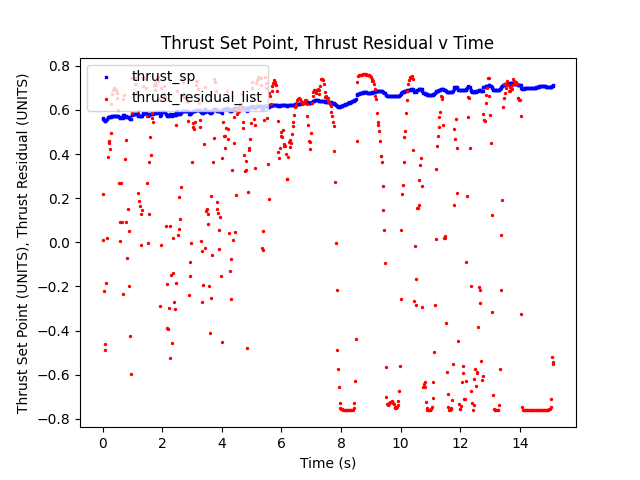 Thrust Set Point, Thrust Residual v Time
thrust_sp
thrust_residual_list
Thrust Set Point (UNITS), Thrust Residual (UNITS)
0.8
0.6
0.4
0.2
0.0
−0.2
−0.4
−0.6
−0.8
0 2 4 6 8 10 12 14
Time (s)